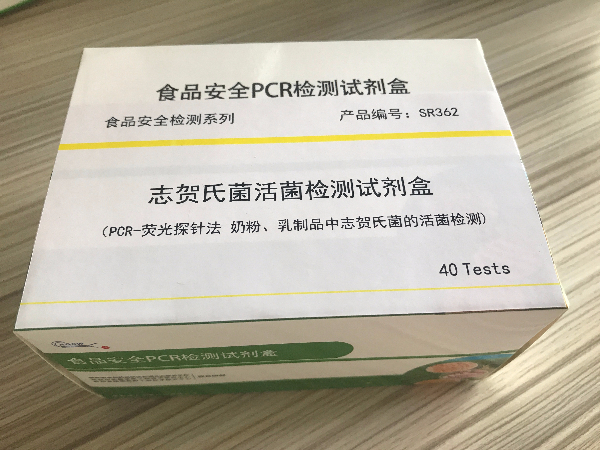 食品安全PCR检测试剂盒
食品安全检测系列 产品编号：SR362
志贺氏菌活菌检测试剂盒
(PCR-荧光探针法 奶粉、乳制品中志贺氏菌的活菌检测)
40 Tests
食品安全PCR检测试剂盒